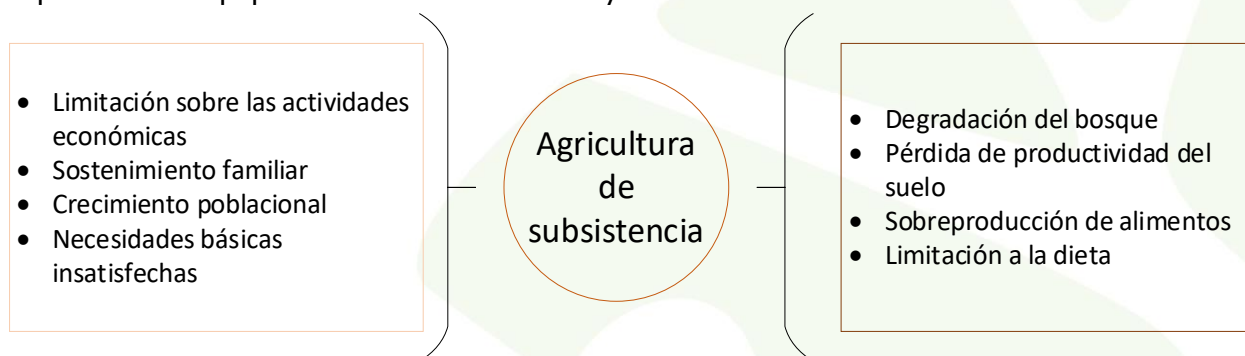 • Limitación sobre las actividades
económicas
• Sostenimiento familiar
• Crecimiento poblacional
• Necesidades básicas
insatisfechas
Agricultura
de
subsistencia
• Degradación del bosque
• Pérdida de productividad del
suelo
• Sobreproducción de alimentos
• Limitación a la dieta